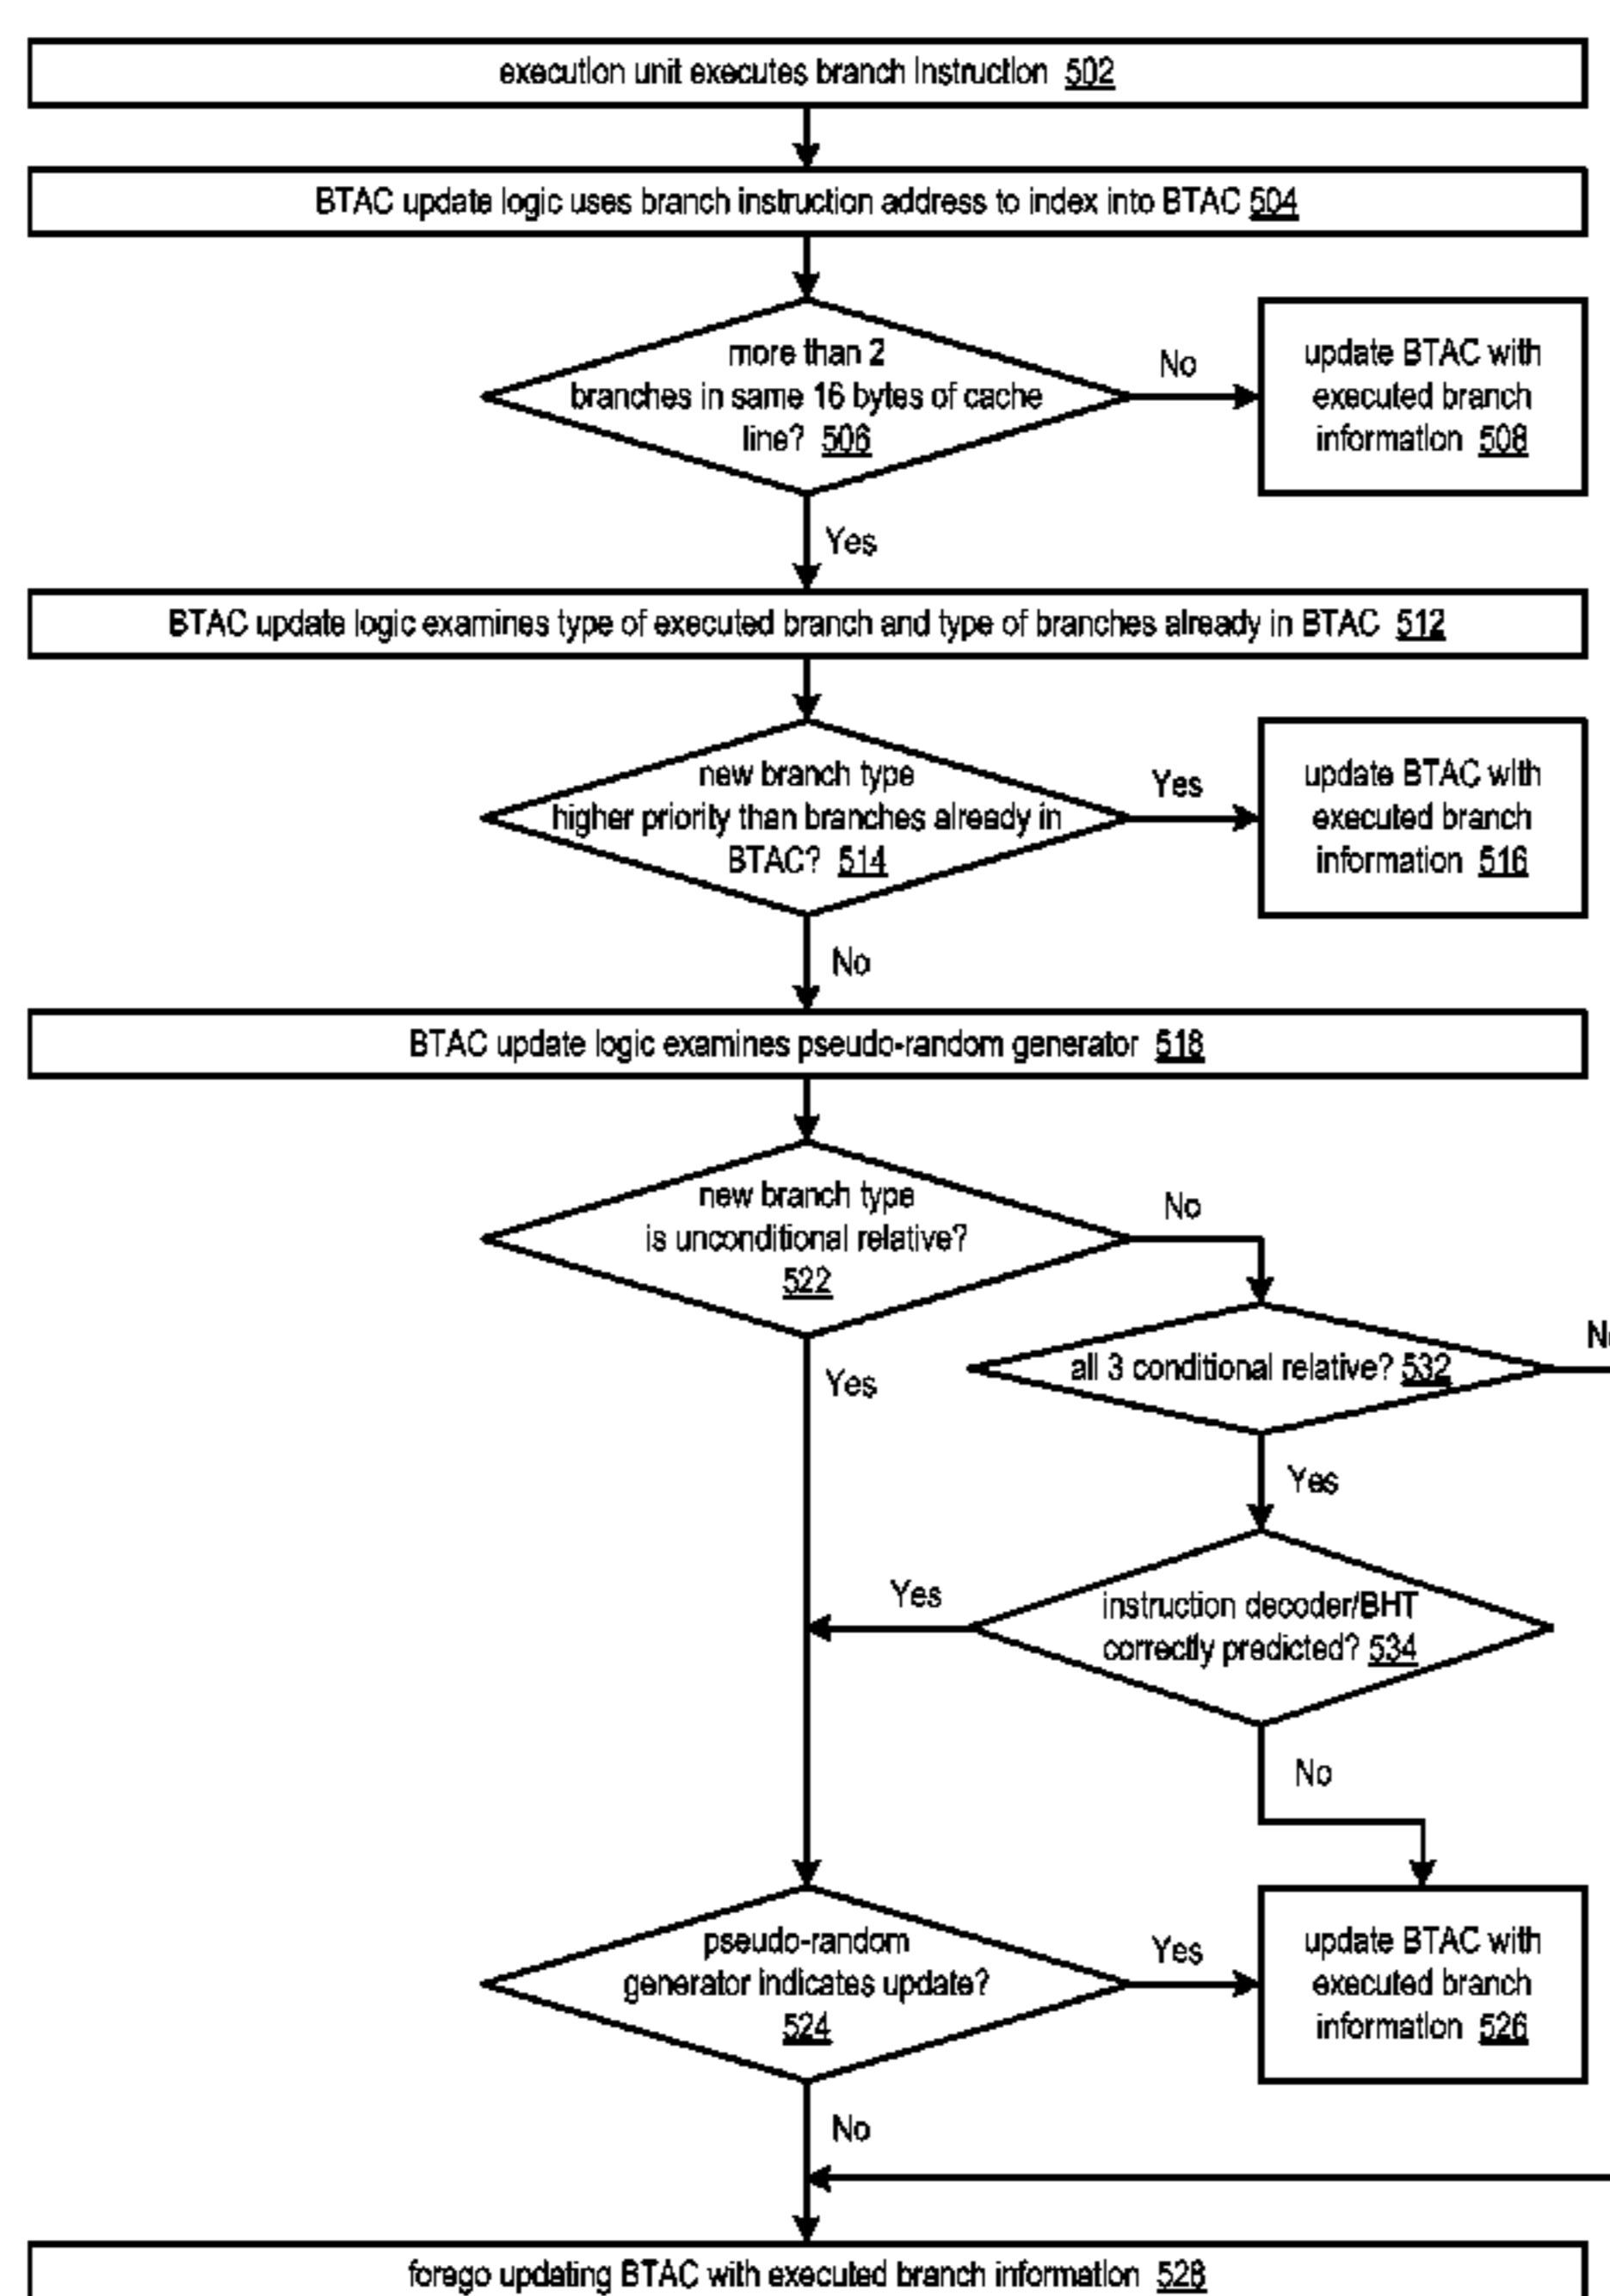 execution unit executes branch instruction 502
BTAC update logic uses branch instruction address to index into BTAC 504
more than 2
branches in same 16 bytes of cache
line? 506
No
update BTAC with
executed branch
information 508
Yes
BTAC update logic examines type of executed branch and type of branches already in BTAC 512
new branch type
higher priority than branches already in
BTAC? 514
Yes
update BTAC with
executed branch
information 516
No
BTAC update logic examines pseudo-random generator 518
new branch type
is unconditional relative?
522
No
Yes
all 3 conditional relative? 532
Yes
instruction decoder/BHT
correctly predicted? 534
Yes
No
pseudo-random
generator indicates update?
524
Yes
update BTAC with
executed branch
information 526
No
forego updating BTAC with executed branch information 528